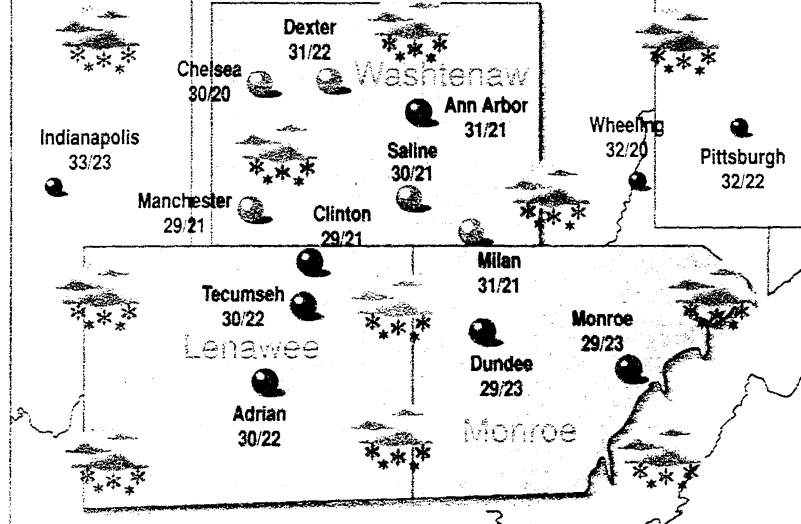 Dexter
31/22
Chelsea
30/20
Washtenaw
Ann Arbor
31/21
Indianapolis
33/23
Saline
30/21
Wheeling
32/20
Pittsburgh
32/22
Manchester
29/21
Clinton
29/21
Milan
31/21
Tecumseh
30/22
Lenawee
Monroe
29/23
Dundee
29/23
Adrian
30/22
Monroe